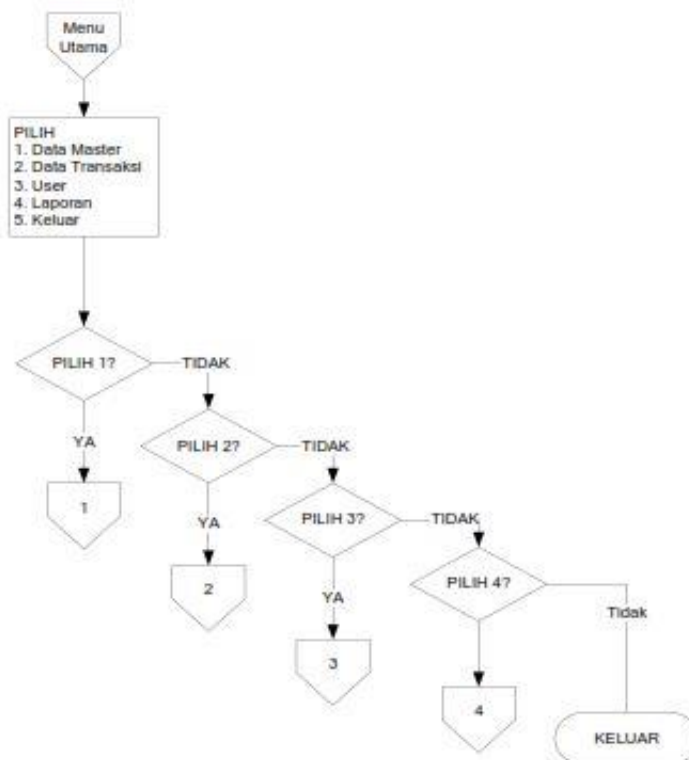 Menu
Utama
PILIH
1. Data Master
2. Data Transaksi
3. User
4. Laporan
5. Keluar
PILIH 1?
TIDAK
YA
1
PILIH 2?
TIDAK
YA
2
PILIH 3?
TIDAK
YA
3
PILIH 4?
Tidak
4
KELUAR